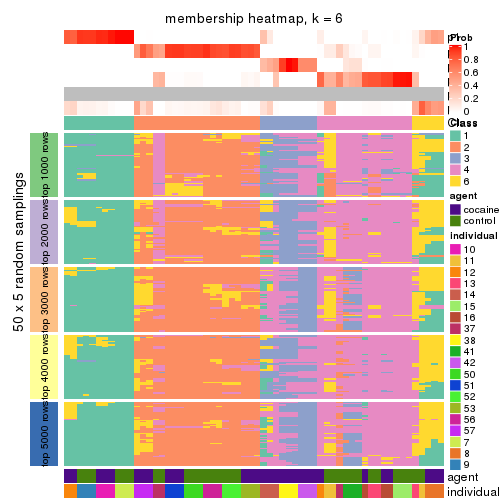 membership heatmap, k = 6
Prob
1
0.8
0.6
0.4
0.2
0
Class
1
2
3
4
6
agent
cocaine
control
individual
10
11
12
13
14
15
16
37
38
41
42
50
51
52
53
56
57
7
8
9
50 x 5 random samplings
top 1000 rows
top 2000 rows
top 3000 rows
top 4000 rows
top 5000 rows
agent
individual